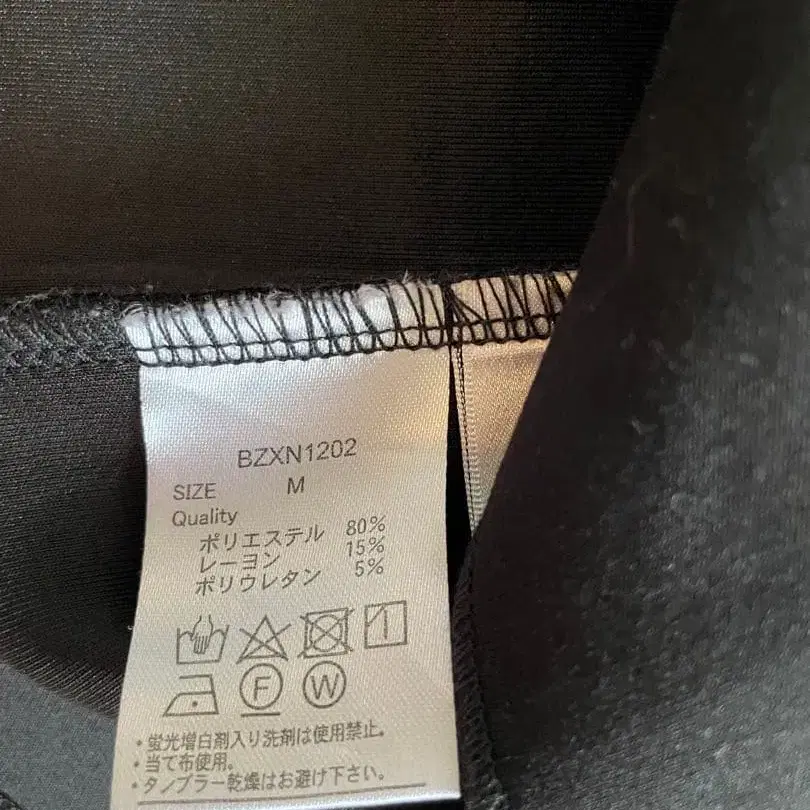 BZXN1202
SIZE M
Quality
ポリエステル 80%
レーヨン 15%
ポリウレタン 5%
F W
・蛍光増白剤入り洗剤は使用禁止。
・当て布使用。
・タンブラー乾燥はお避け下さい。